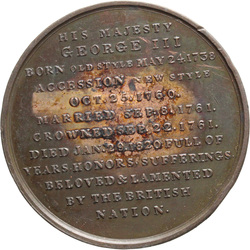 HIS MAJESTY
GEORGE III
BORN OLD STYLE MAY 24.1738
ACCESSION NEW STYLE
OCT. 25.1760.
MARRIED, SEP. 8.1761.
CROWNED SEP. 22.1761.
DIED JAN. 29.1820 FULL OF
YEARS HONORS & SUFFERINGS
BELOVED & LAMENTED
BY THE BRITISH
NATION.